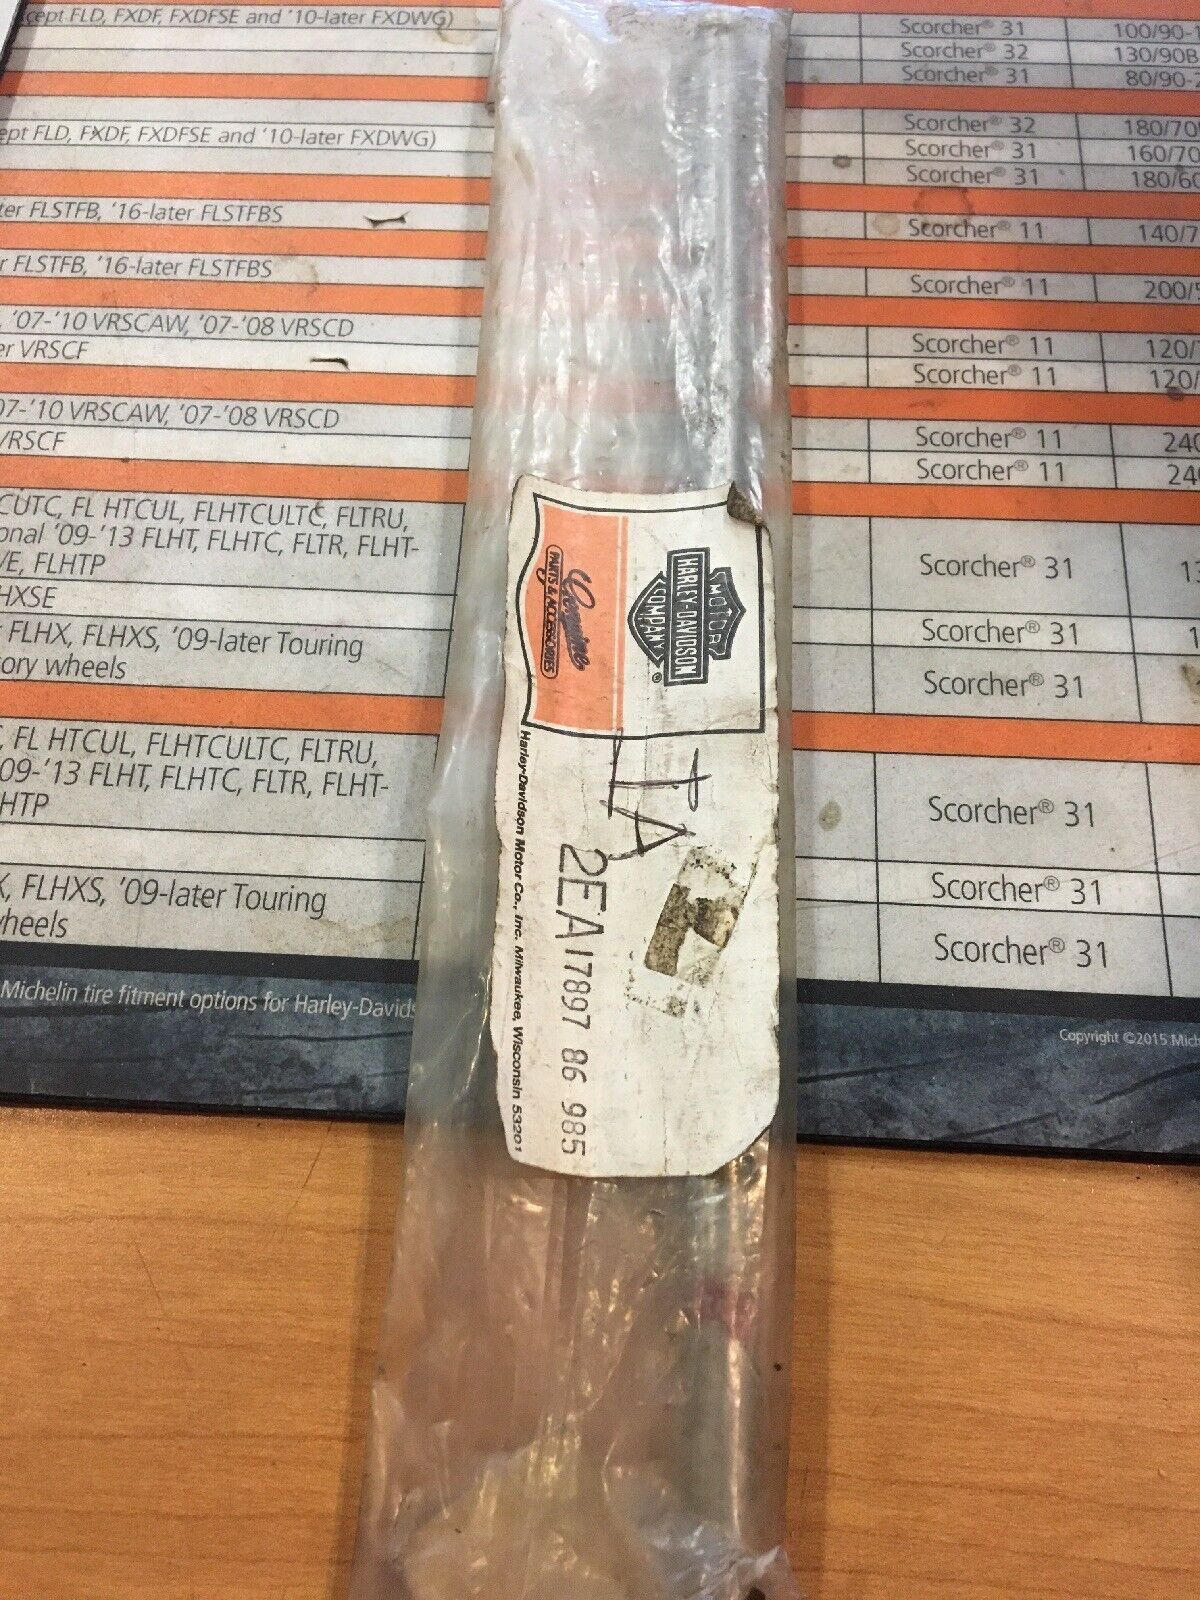 cept FLD, FXDF, FXDFSE and '10-later FXDWG)
Scorcher® 31 100/90-1
Scorcher® 32 130/90B
Scorcher® 31 80/90-
ept FLD, FXDF, FXDFSE and '10-later FXDWG)
Scorcher® 32 180/70
Scorcher® 31 160/70
Scorcher® 31 180/60
ter FLSTFB, '16-later FLSTFBS
Scorcher® 11 140/7
r FLSTFB, '16-later FLSTFBS
Scorcher® 11 200/5
, '07-'10 VRSCAW, '07-'08 VRSCD
Scorcher® 11 120/
er VRSCF
Scorcher® 11 120/
07-'10 VRSCAW, '07-'08 VRSCD
Scorcher® 11 240
VRSCF
Scorcher® 11 240
CUTC, FL HTCUL, FLHTCULTC, FLTRU,
onal '09-'13 FLHT, FLHTC, FLTR, FLHT-
VE, FLHTP
Scorcher® 31 13
HXSE
Scorcher® 31 1
r FLHX, FLHXS, '09-later Touring
ory wheels
Scorcher® 31
, FL HTCUL, FLHTCULTC, FLTRU,
09-'13 FLHT, FLHTC, FLTR, FLHT-
HTP
Scorcher® 31
Scorcher® 31
X, FLHXS, '09-later Touring
wheels
Scorcher® 31
Michelin tire fitment options for Harley-Davids
Copyright ©2015 Mich
MOTOR
HARLEY-DAVIDSON
COMPANY
®
Genuine
PARTS & ACCESSORIES
IIA
2EA17897 86 985
Harley-Davidson Motor Co., Inc. Milwaukee, Wisconsin 53201